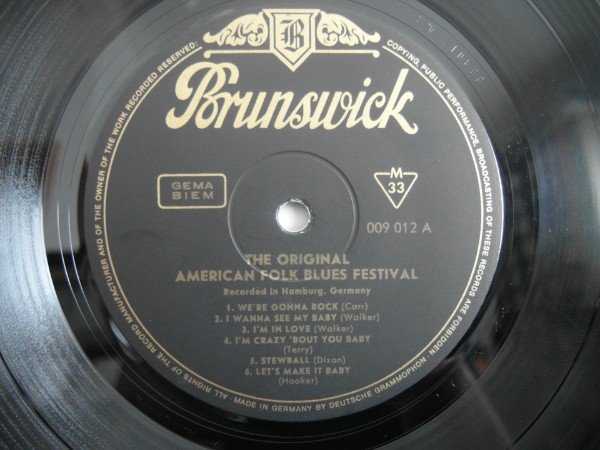 B
Brunswick
ALL RIGHTS OF THE RECORD MANUFACTURER AND OF THE OWNER OF THE WORK RECORDED RESERVED. COPYING, PUBLIC PERFORMANCE, BROADCASTING OF THESE RECORDS ARE FORBIDDEN. MADE IN GERMANY BY DEUTSCHE GRAMMOPHON
GEMA
BIEM
M
33
009 012 A
THE ORIGINAL
AMERICAN FOLK BLUES FESTIVAL
Recorded in Hamburg, Germany
1. WE'RE GONNA ROCK (Carr)
2. I WANNA SEE MY BABY (Walker)
3. I'M IN LOVE (Walker)
4. I'M CRAZY 'BOUT YOU BABY
(Terry)
5. STEWBALL (Dixon)
6. LET'S MAKE IT BABY
(Hooker)